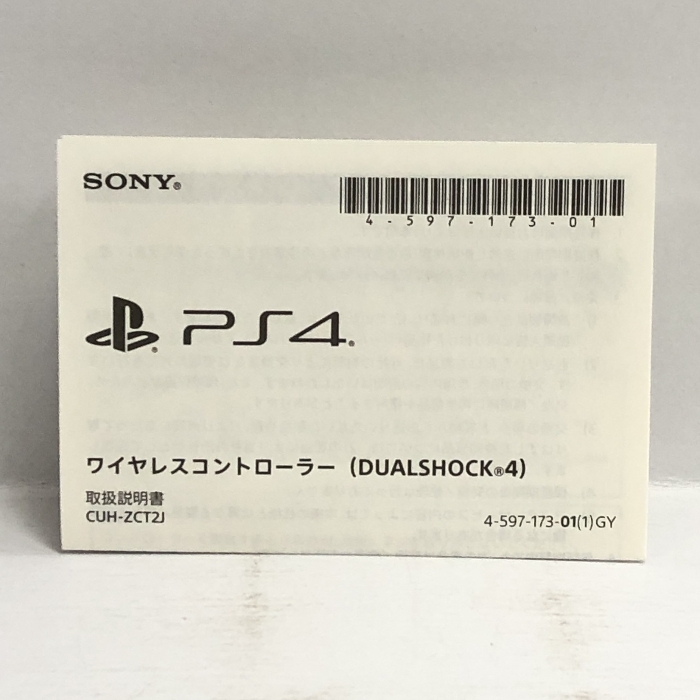 SONY®
4-597-173-01
PS4®
ワイヤレスコントローラー（DUALSHOCK®4）
取扱説明書
CUH-ZCT2J
4-597-173-01(1)GY